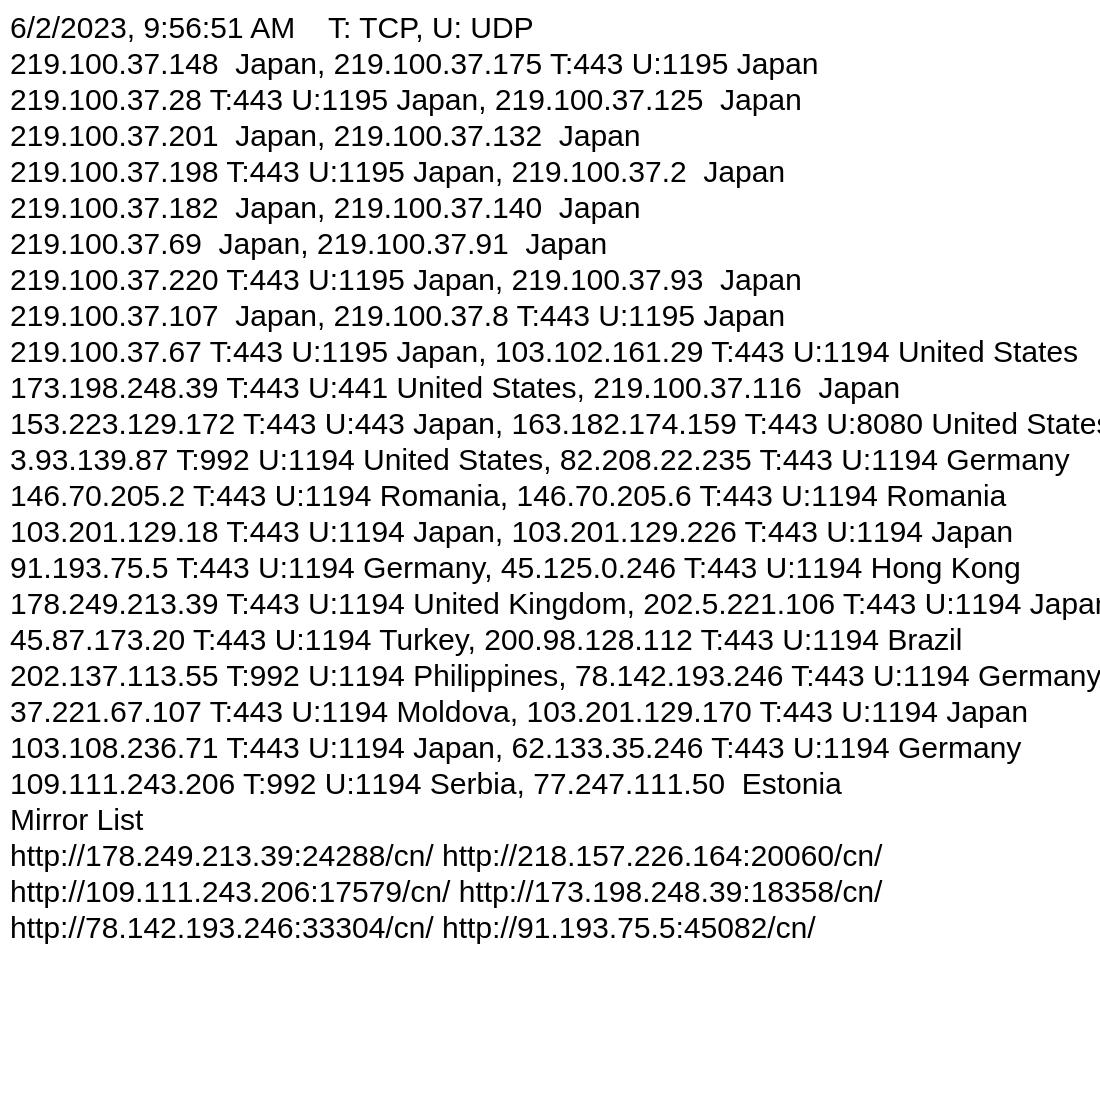 6/2/2023, 9:56:51 AM    T: TCP, U: UDP
219.100.37.148  Japan, 219.100.37.175 T:443 U:1195 Japan
219.100.37.28 T:443 U:1195 Japan, 219.100.37.125  Japan
219.100.37.201  Japan, 219.100.37.132  Japan
219.100.37.198 T:443 U:1195 Japan, 219.100.37.2  Japan
219.100.37.182  Japan, 219.100.37.140  Japan
219.100.37.69  Japan, 219.100.37.91  Japan
219.100.37.220 T:443 U:1195 Japan, 219.100.37.93  Japan
219.100.37.107  Japan, 219.100.37.8 T:443 U:1195 Japan
219.100.37.67 T:443 U:1195 Japan, 103.102.161.29 T:443 U:1194 United States
173.198.248.39 T:443 U:441 United States, 219.100.37.116  Japan
153.223.129.172 T:443 U:443 Japan, 163.182.174.159 T:443 U:8080 United States
3.93.139.87 T:992 U:1194 United States, 82.208.22.235 T:443 U:1194 Germany
146.70.205.2 T:443 U:1194 Romania, 146.70.205.6 T:443 U:1194 Romania
103.201.129.18 T:443 U:1194 Japan, 103.201.129.226 T:443 U:1194 Japan
91.193.75.5 T:443 U:1194 Germany, 45.125.0.246 T:443 U:1194 Hong Kong
178.249.213.39 T:443 U:1194 United Kingdom, 202.5.221.106 T:443 U:1194 Japan
45.87.173.20 T:443 U:1194 Turkey, 200.98.128.112 T:443 U:1194 Brazil
202.137.113.55 T:992 U:1194 Philippines, 78.142.193.246 T:443 U:1194 Germany
37.221.67.107 T:443 U:1194 Moldova, 103.201.129.170 T:443 U:1194 Japan
103.108.236.71 T:443 U:1194 Japan, 62.133.35.246 T:443 U:1194 Germany
109.111.243.206 T:992 U:1194 Serbia, 77.247.111.50  Estonia
Mirror List
http://178.249.213.39:24288/cn/ http://218.157.226.164:20060/cn/
http://109.111.243.206:17579/cn/ http://173.198.248.39:18358/cn/
http://78.142.193.246:33304/cn/ http://91.193.75.5:45082/cn/